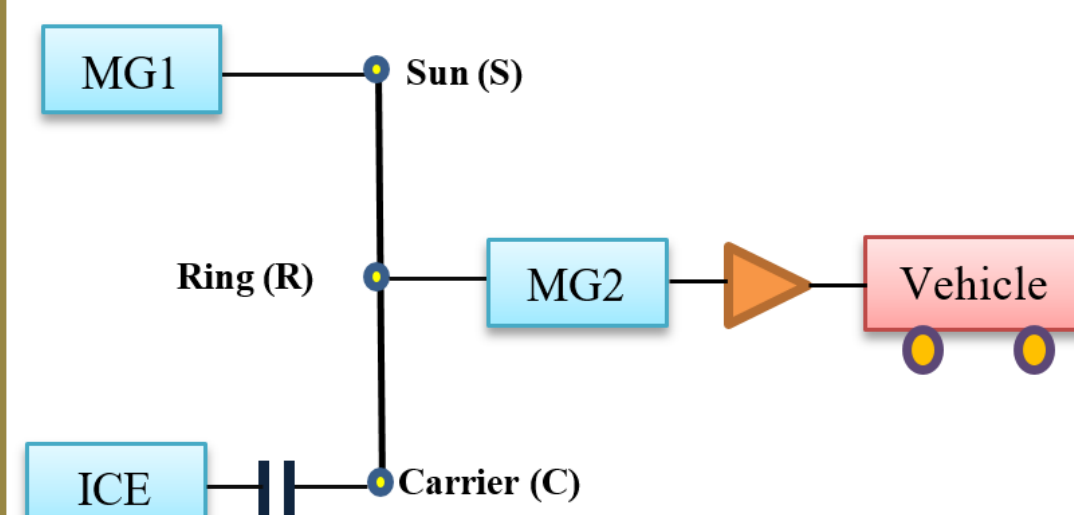 MG1
Sun (S)
Ring (R)
MG2
Vehicle
ICE
Carrier (C)